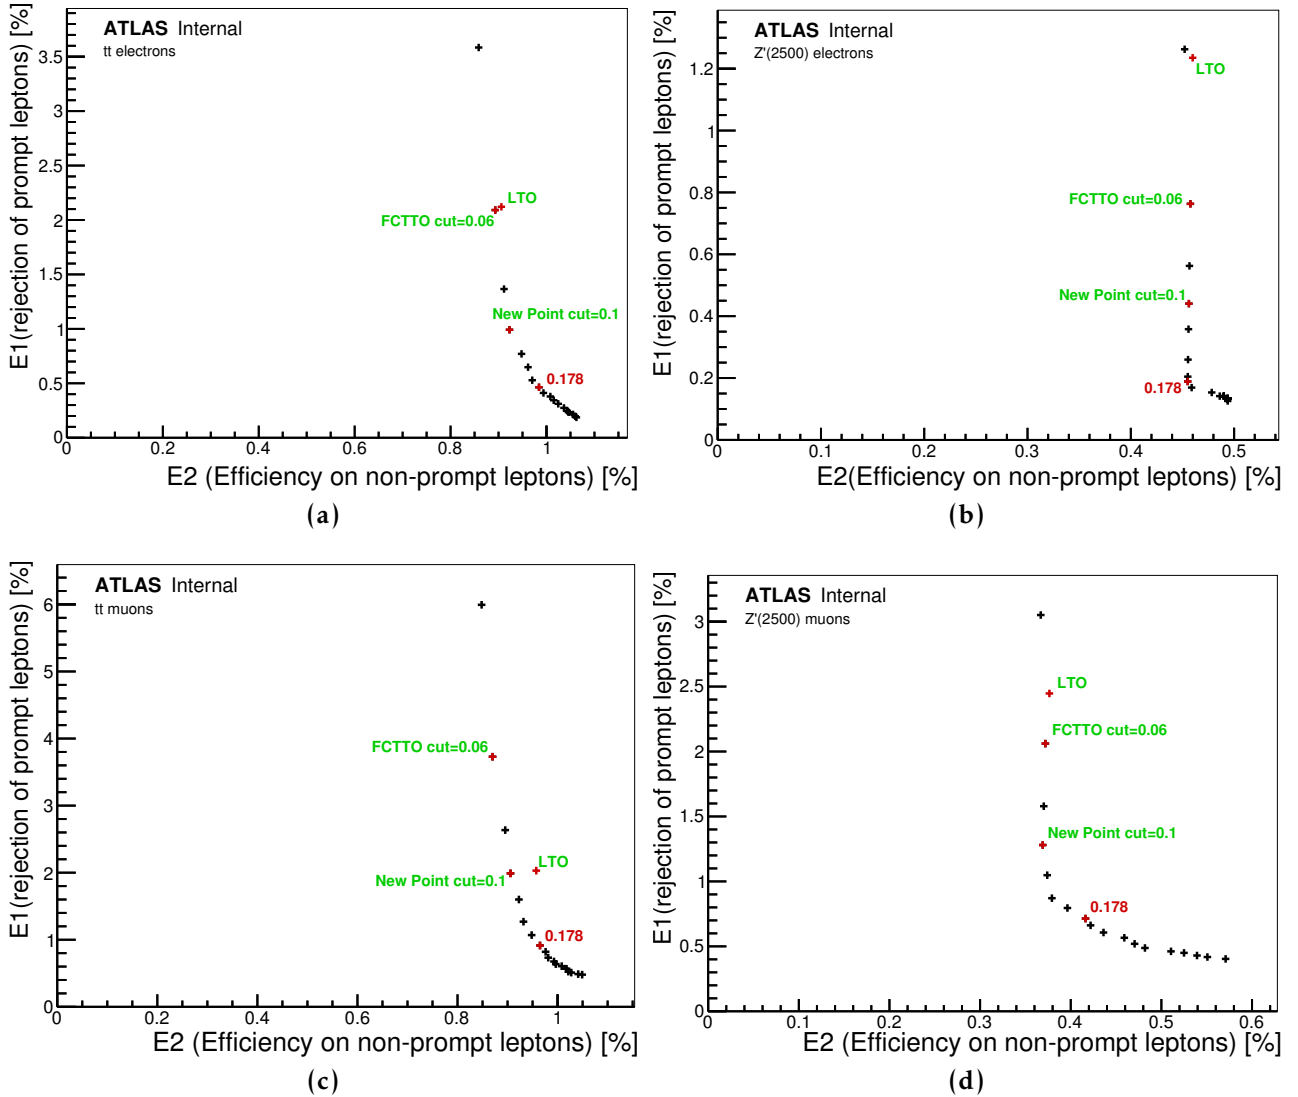 E1(rejection of prompt leptons) [%]
ATLAS Internal
tt electrons
3.5
3
2.5
2
1.5
1
0.5
0
LTO
FCTTO cut=0.06
New Point cut=0.1
0.178
0 0.2 0.4 0.6 0.8 1
E2 (Efficiency on non-prompt leptons) [%]
(a)
E1(rejection of prompt leptons) [%]
ATLAS Internal
Z'(2500) electrons
1.2
1
0.8
0.6
0.4
0.2
0
LTO
FCTTO cut=0.06
New Point cut=0.1
0.178
0 0.1 0.2 0.3 0.4 0.5
E2(Efficiency on non-prompt leptons) [%]
(b)
E1(rejection of prompt leptons) [%]
ATLAS Internal
tt muons
6
5
4
3
2
1
0
FCTTO cut=0.06
LTO
New Point cut=0.1
0.178
0 0.2 0.4 0.6 0.8 1
E2 (Efficiency on non-prompt leptons) [%]
(c)
E1(rejection of prompt leptons) [%]
ATLAS Internal
Z'(2500) muons
3
2.5
2
1.5
1
0.5
0
LTO
FCTTO cut=0.06
New Point cut=0.1
0.178
0 0.1 0.2 0.3 0.4 0.5 0.6
E2 (Efficiency on non-prompt leptons) [%]
(d)